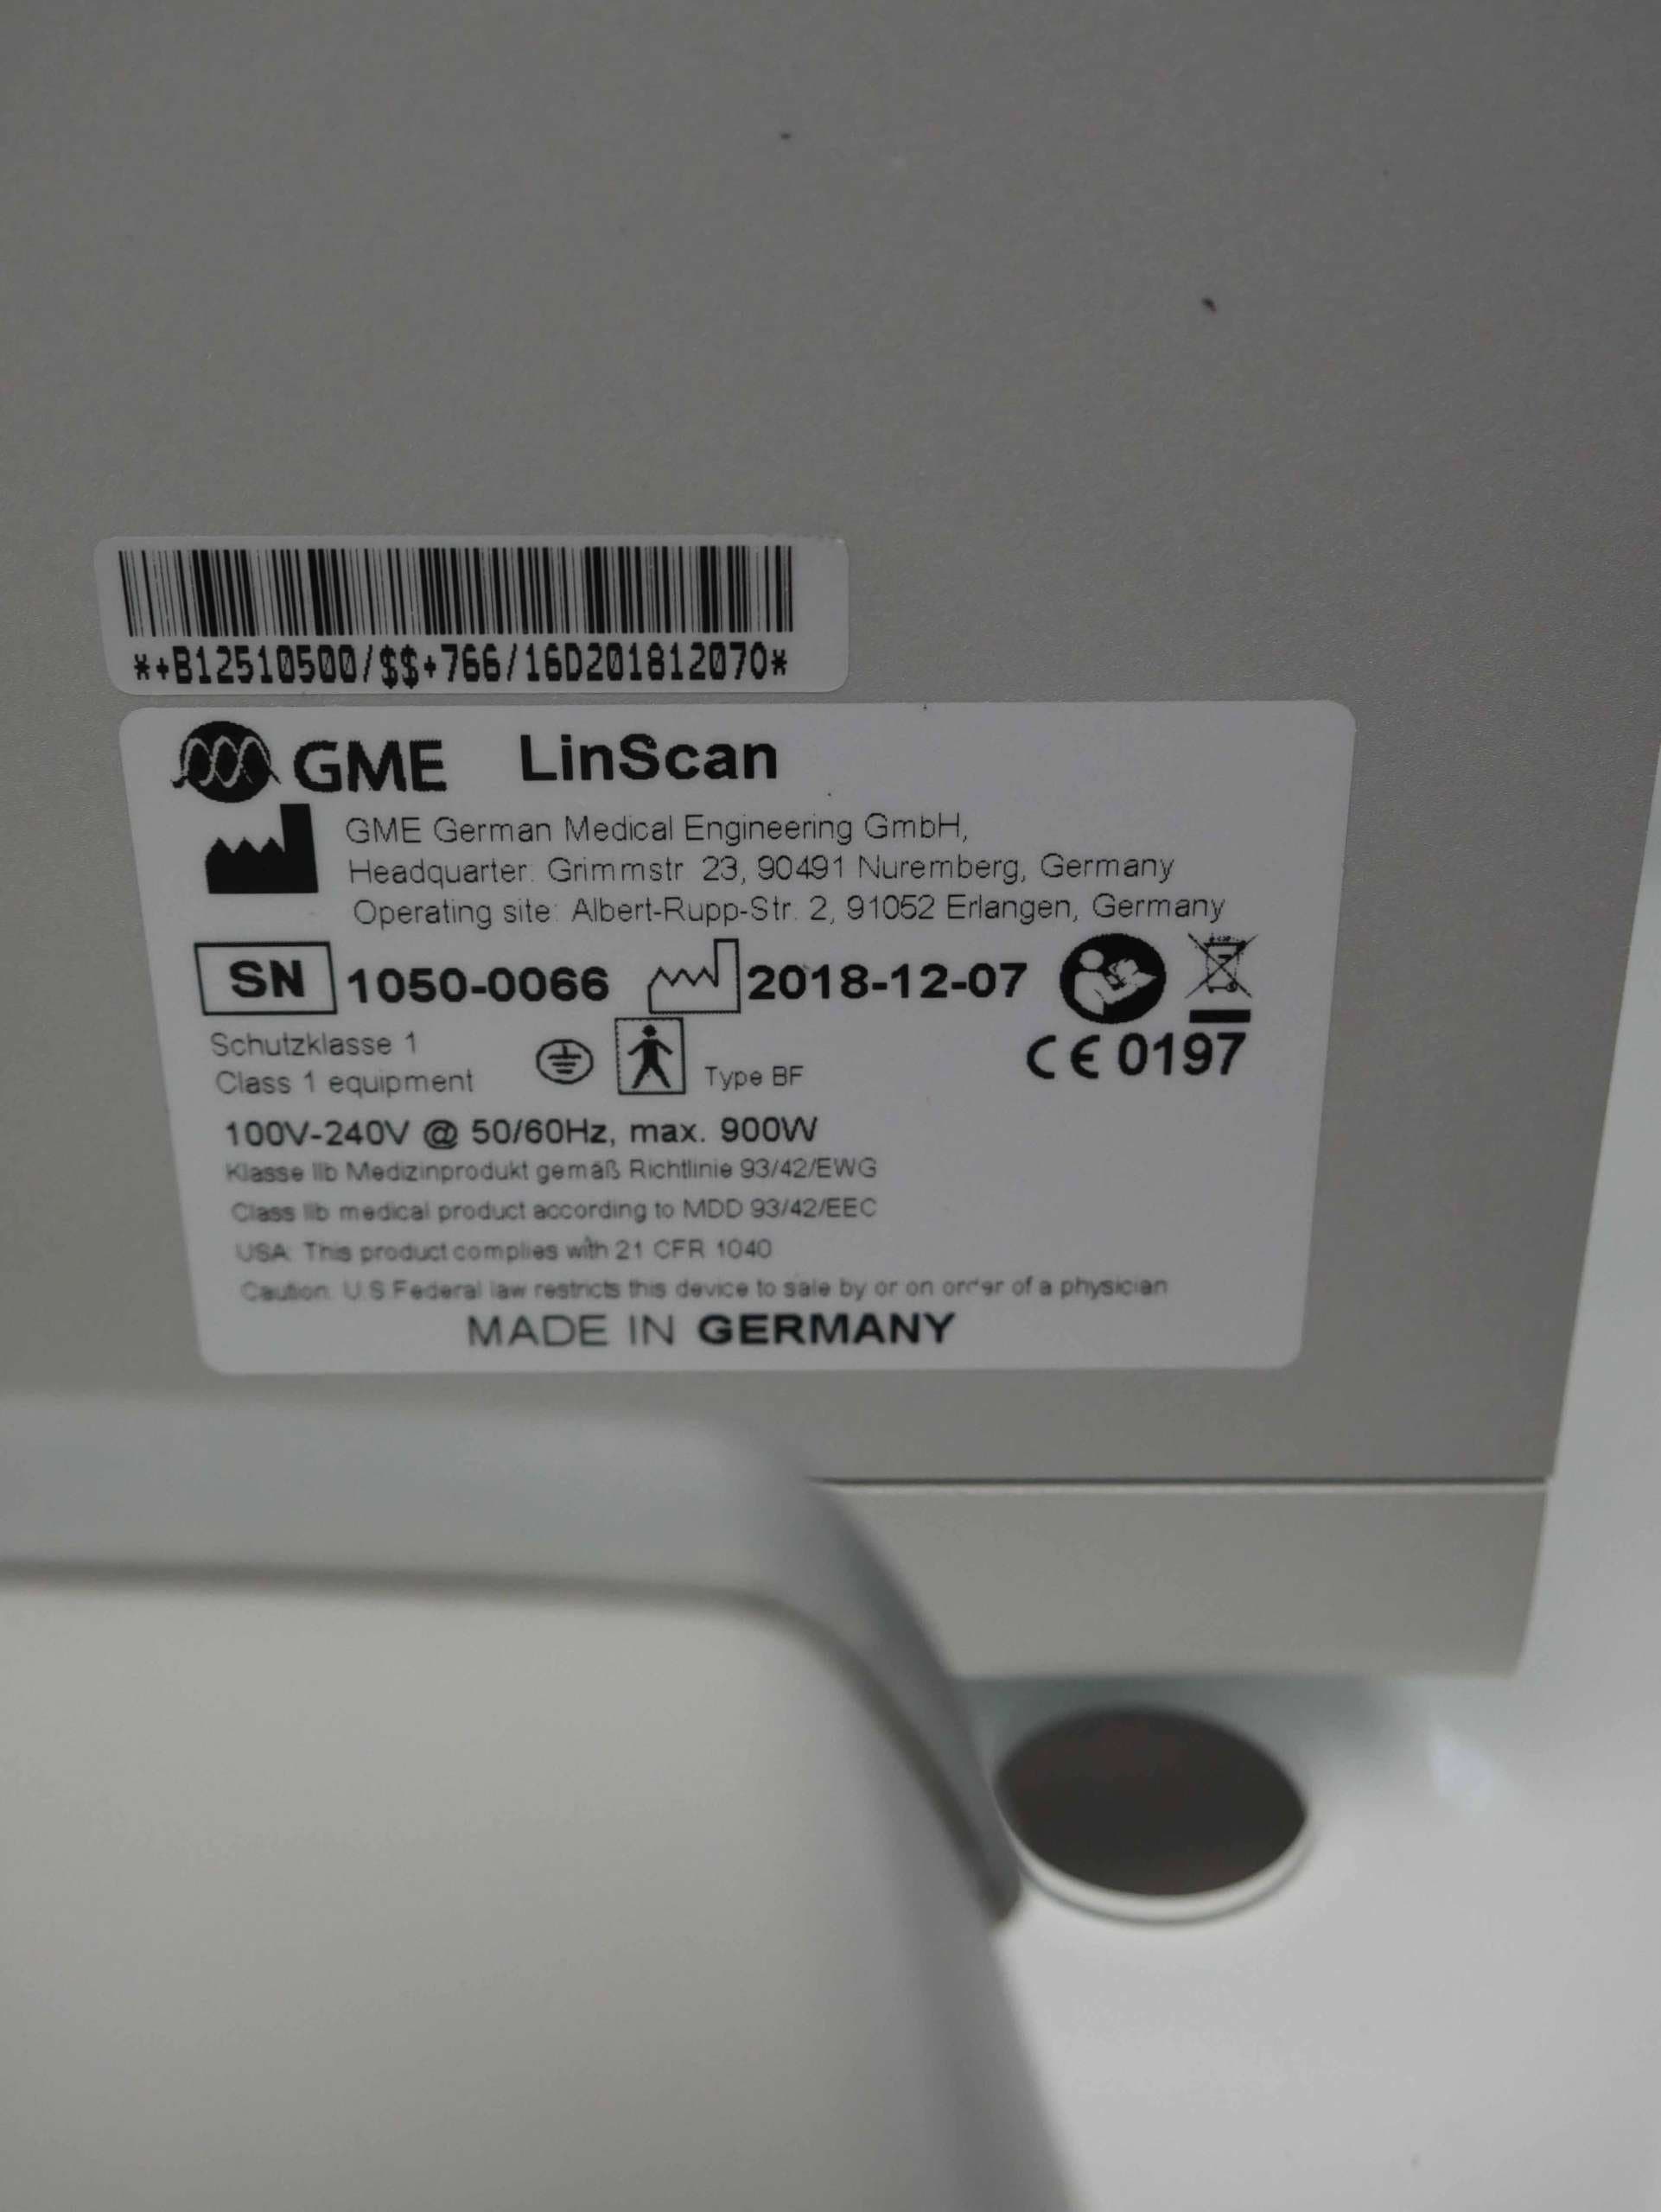 *+B12510500/$$+766/16D201812070*
GME LinScan
GME German Medical Engineering GmbH,
Headquarter: Grimmstr. 23, 90491 Nuremberg, Germany
Operating site: Albert-Rupp-Str. 2, 91052 Erlangen, Germany
SN 1050-0066 2018-12-07
Schutzklasse 1
Class 1 equipment
Type BF
CE 0197
100V-240V @ 50/60Hz, max. 900W
Klasse IIb Medizinprodukt gemäß Richtlinie 93/42/EWG
Class IIb medical product according to MDD 93/42/EEC
USA: This product complies with 21 CFR 1040
Caution: U.S Federal law restricts this device to sale by or on order of a physician
MADE IN GERMANY